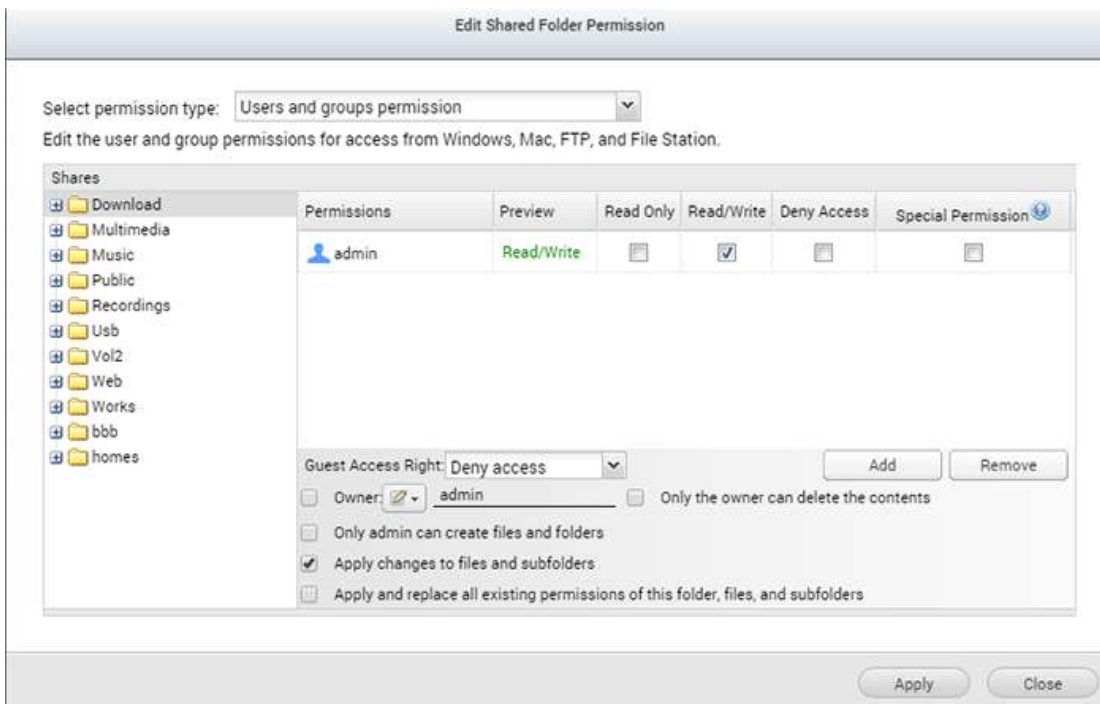 Edit Shared Folder Permission
Select permission type: Users and groups permission
Edit the user and group permissions for access from Windows, Mac, FTP, and File Station.
Shares
Download
Multimedia
Music
Public
Recordings
Usb
Vol2
Web
Works
bbb
homes
Permissions Preview Read Only Read/Write Deny Access Special Permission
admin Read/Write
Guest Access Right: Deny access Add Remove
Owner: admin Only the owner can delete the contents
Only admin can create files and folders
Apply changes to files and subfolders
Apply and replace all existing permissions of this folder, files, and subfolders
Apply Close